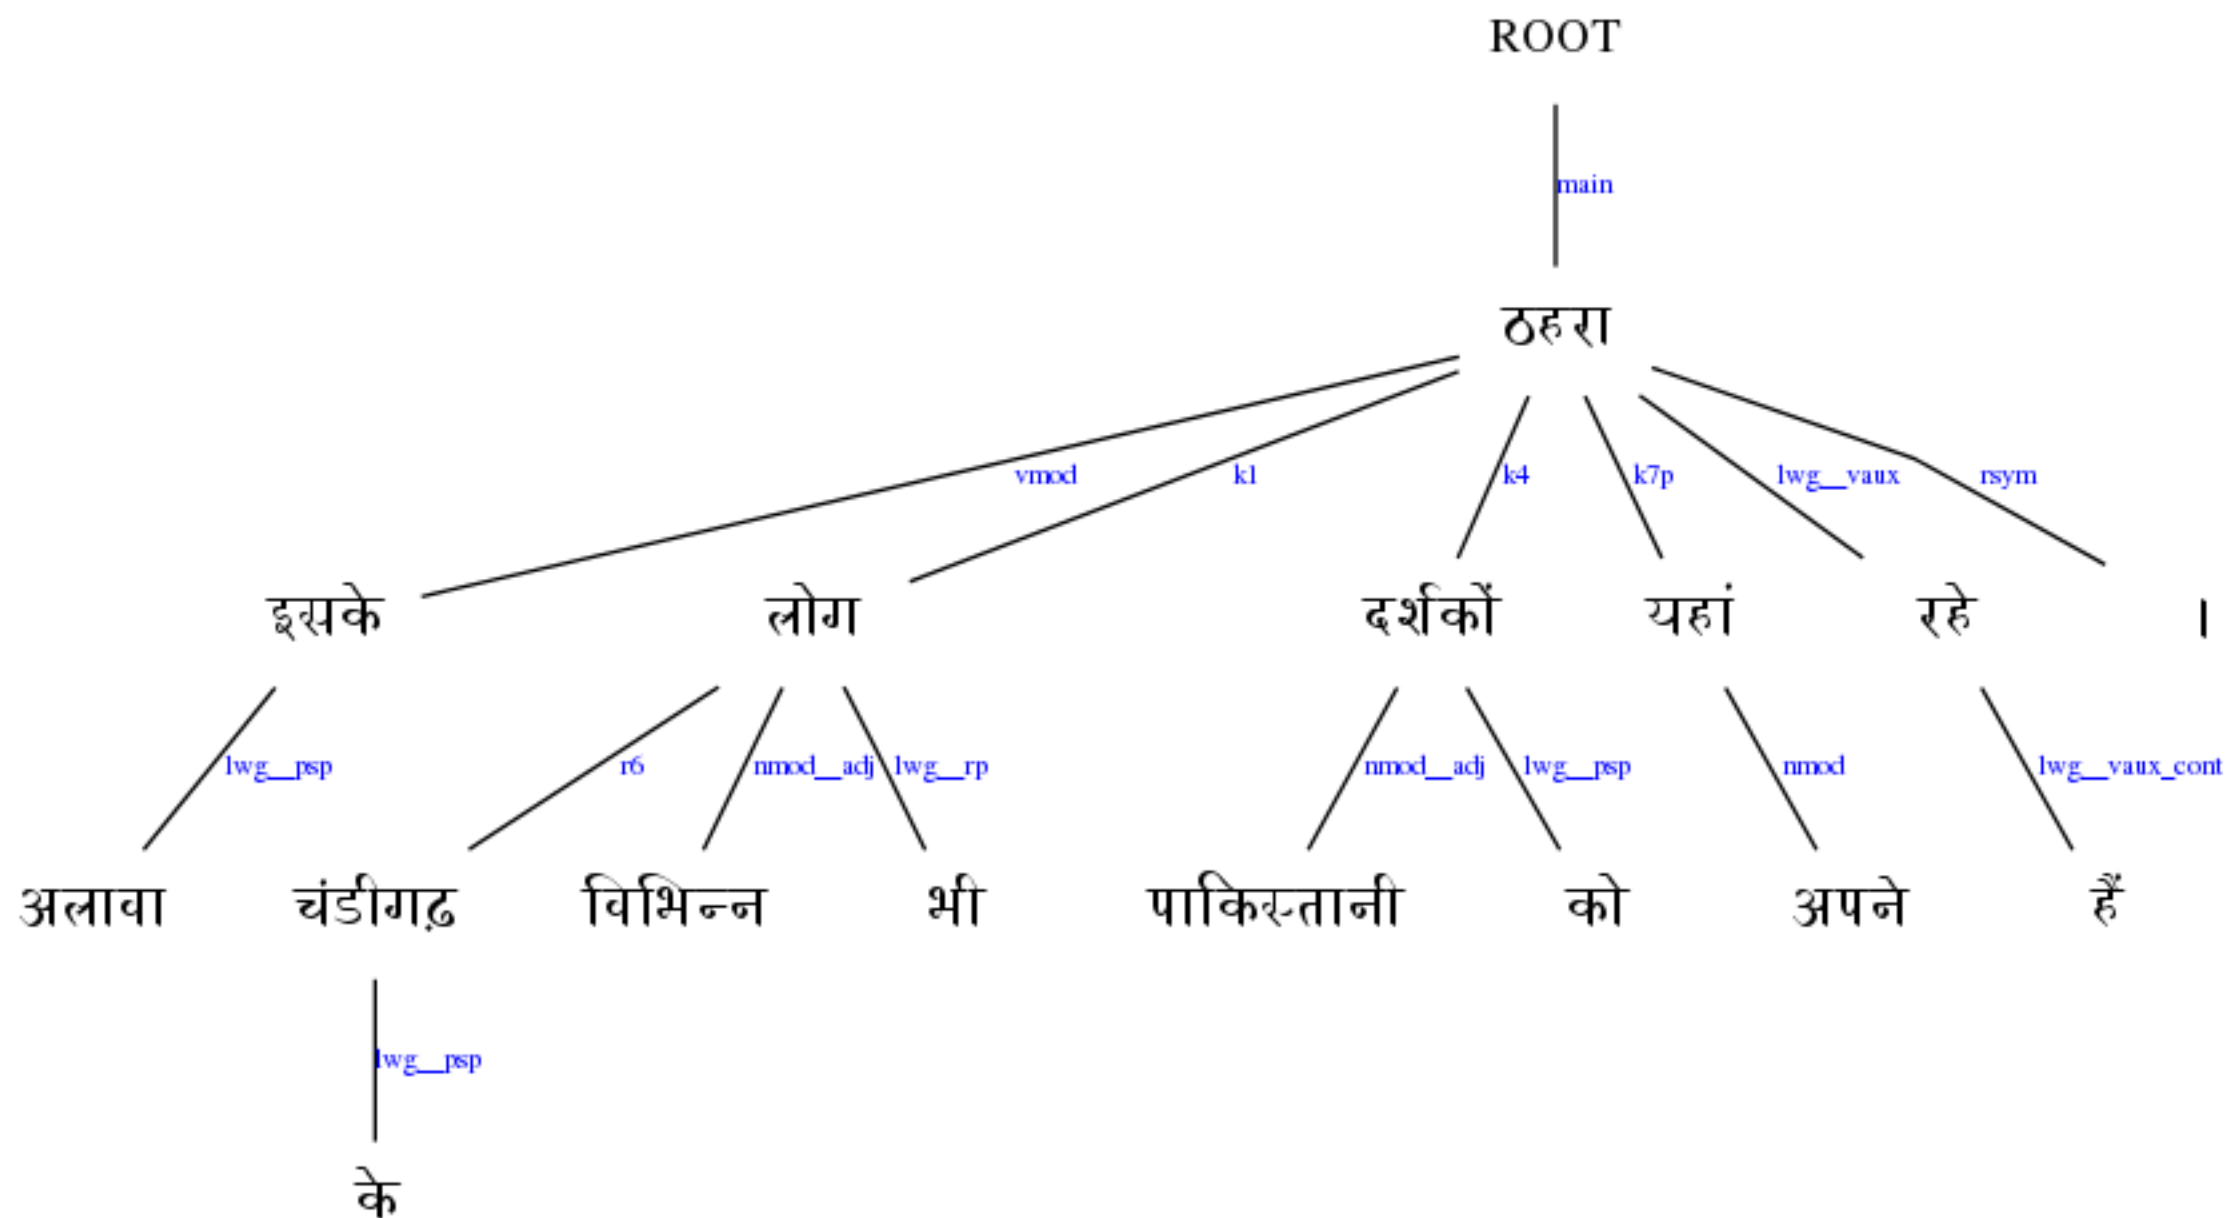 ROOT
main
ठहरा
vmod k1 k4 k7p lwg__vaux rsym
इसके लोग दर्शकों यहां रहे ।
lwg__psp r6 nmod__adj lwg__rp nmod__adj lwg__psp nmod lwg__vaux_cont
अलावा चंडीगढ़ विभिन्न भी पाकिस्तानी को अपने हैं
lwg__psp
के